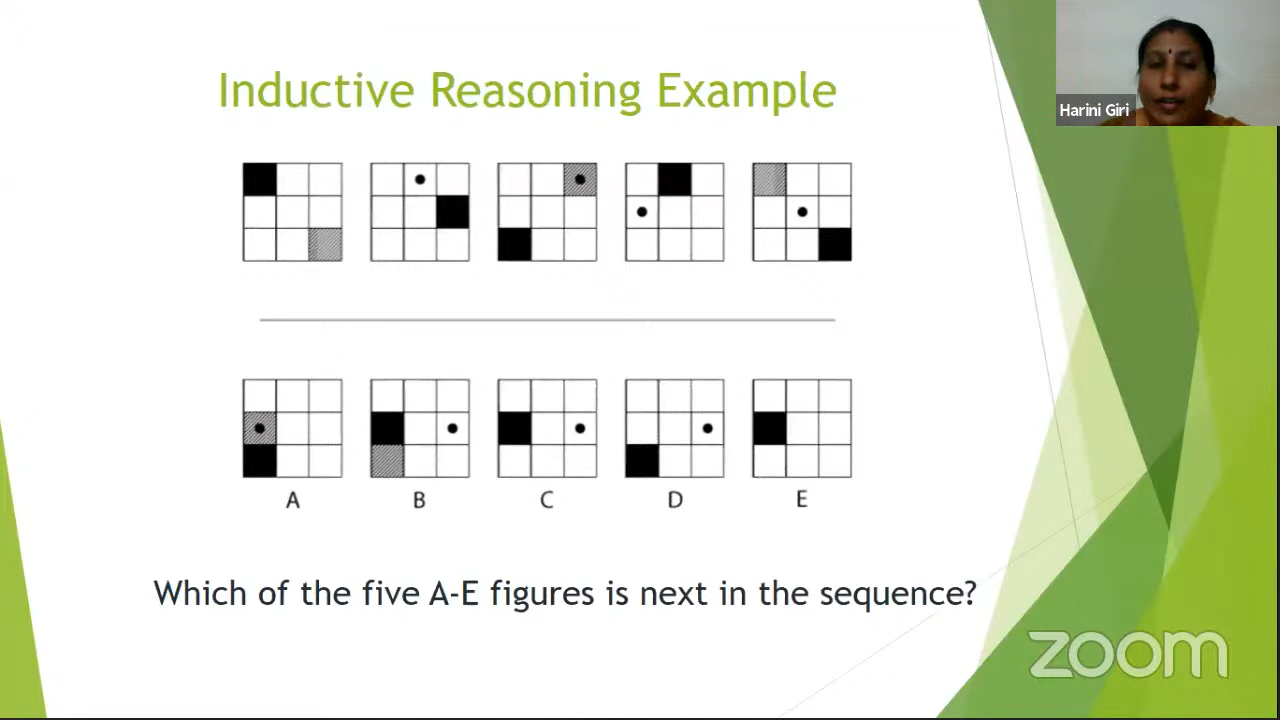 Inductive Reasoning Example
Harini Giri
A B C D E
Which of the five A-E figures is next in the sequence?
zoom